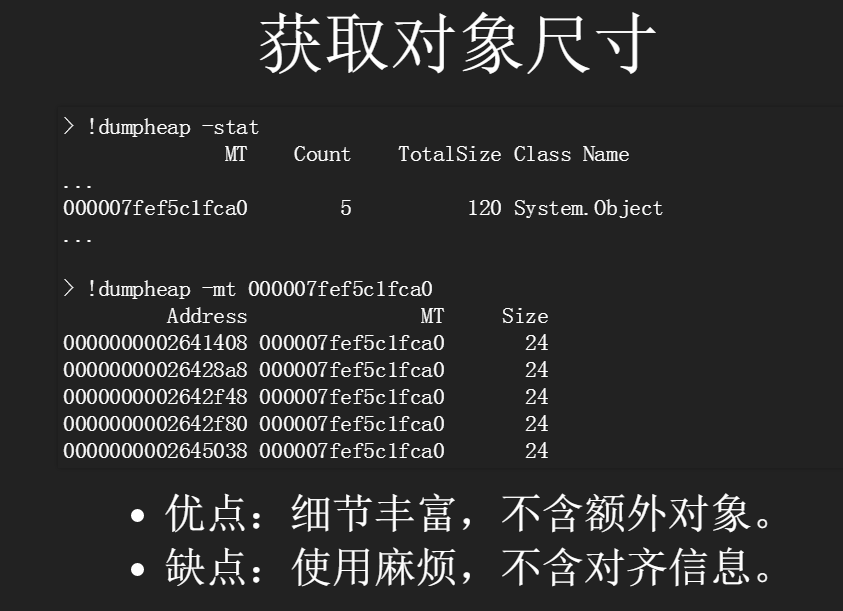 获取对象尺寸
> !dumpheap -stat
MT Count TotalSize Class Name
...
000007fef5c1fca0 5 120 System.Object
...
> !dumpheap -mt 000007fef5c1fca0
Address MT Size
0000000002641408 000007fef5c1fca0 24
00000000026428a8 000007fef5c1fca0 24
0000000002642f48 000007fef5c1fca0 24
0000000002642f80 000007fef5c1fca0 24
0000000002645038 000007fef5c1fca0 24
• 优点：细节丰富，不含额外对象。
• 缺点：使用麻烦，不含对齐信息。